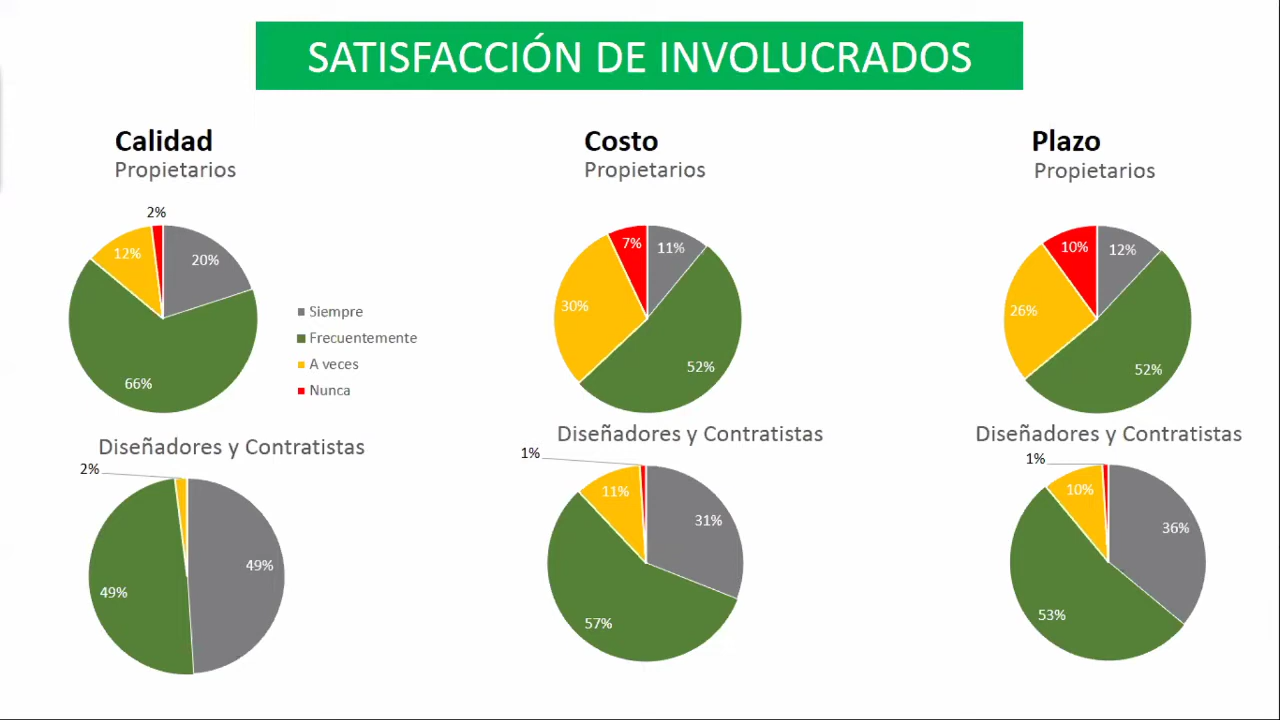 SATISFACCIÓN DE INVOLUCRADOS
Calidad
Propietarios
2%
12%
20%
66%
Siempre
Frecuentemente
A veces
Nunca
Costo
Propietarios
7%
11%
30%
52%
Plazo
Propietarios
10%
12%
26%
52%
Diseñadores y Contratistas
2%
49%
49%
Diseñadores y Contratistas
1%
11%
31%
57%
Diseñadores y Contratistas
1%
10%
36%
53%